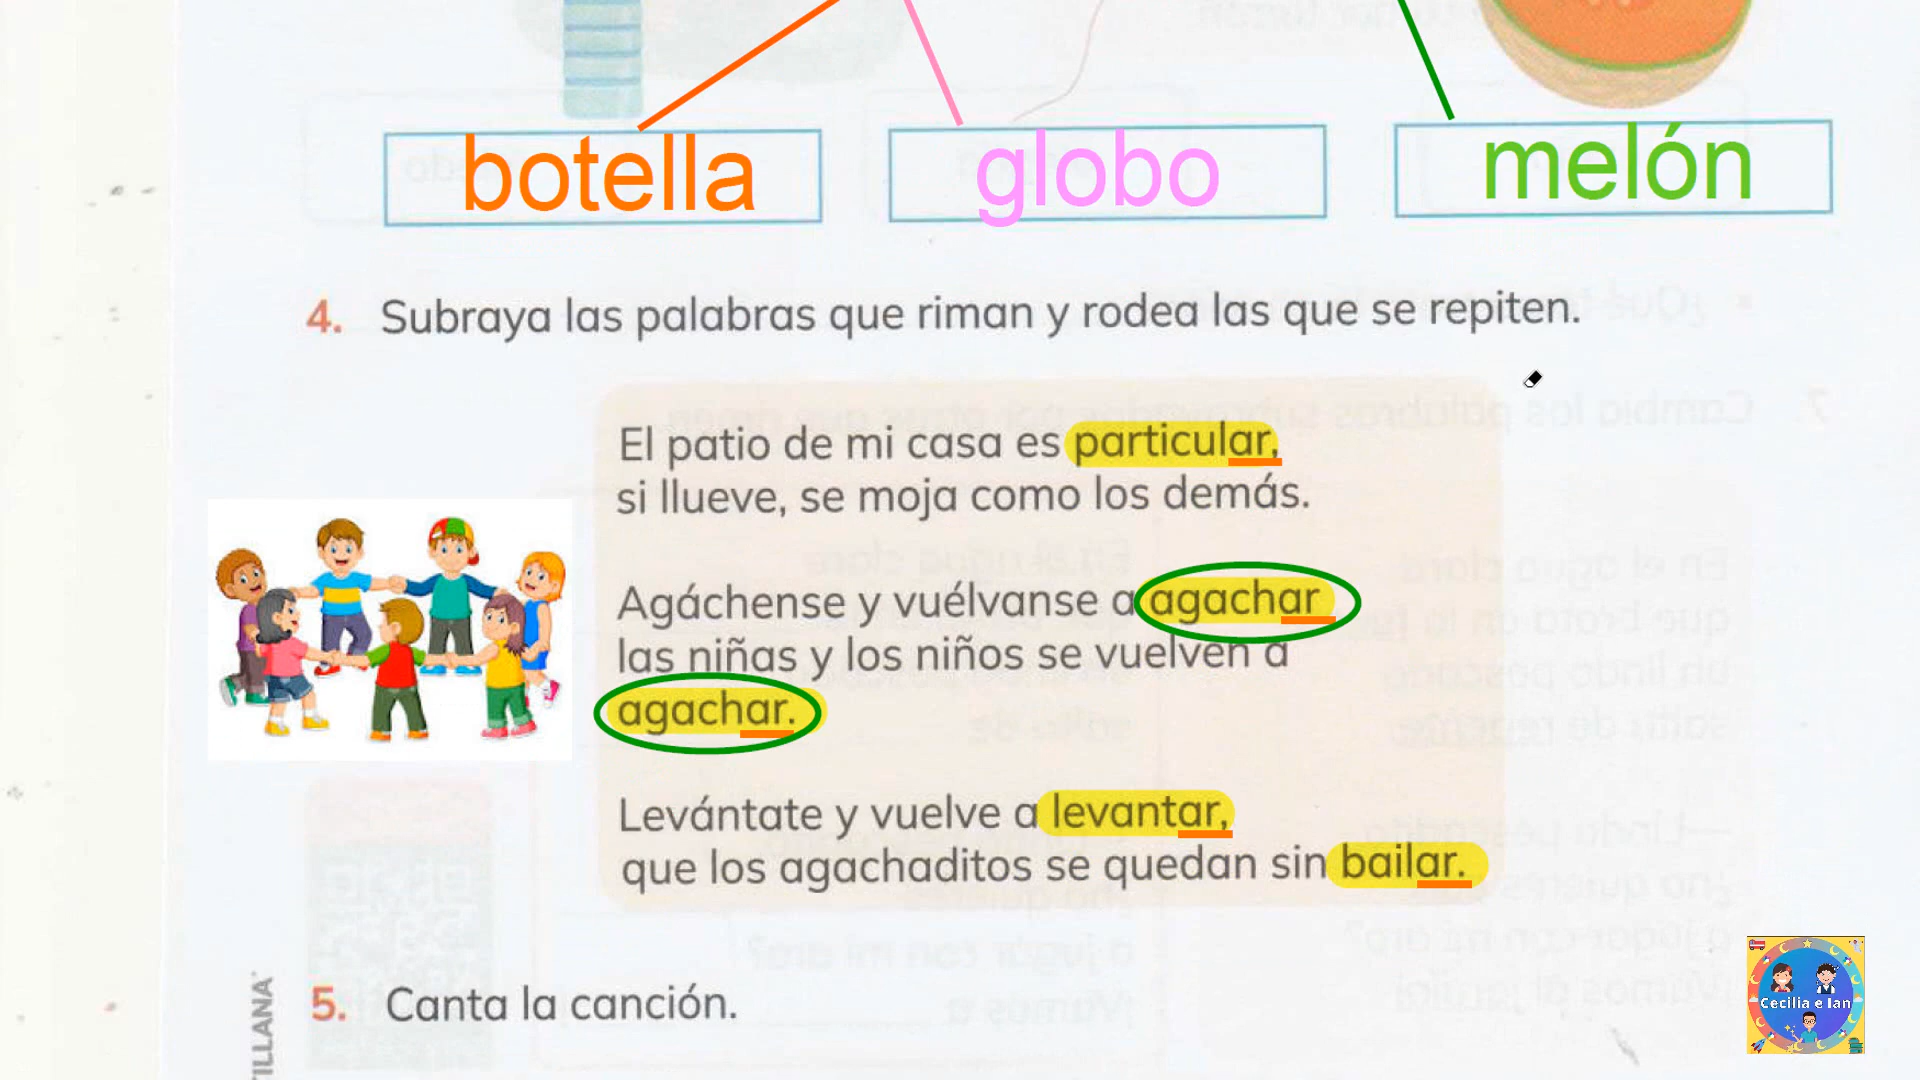 botella globo melón
4. Subraya las palabras que riman y rodea las que se repiten.
El patio de mi casa es particular,
si llueve, se moja como los demás.
Agáchense y vuélvanse a agachar
las niñas y los niños se vuelven a
agachar.
Levántate y vuelve a levantar,
que los agachaditos se quedan sin bailar.
5. Canta la canción.
Cecilia e Ian